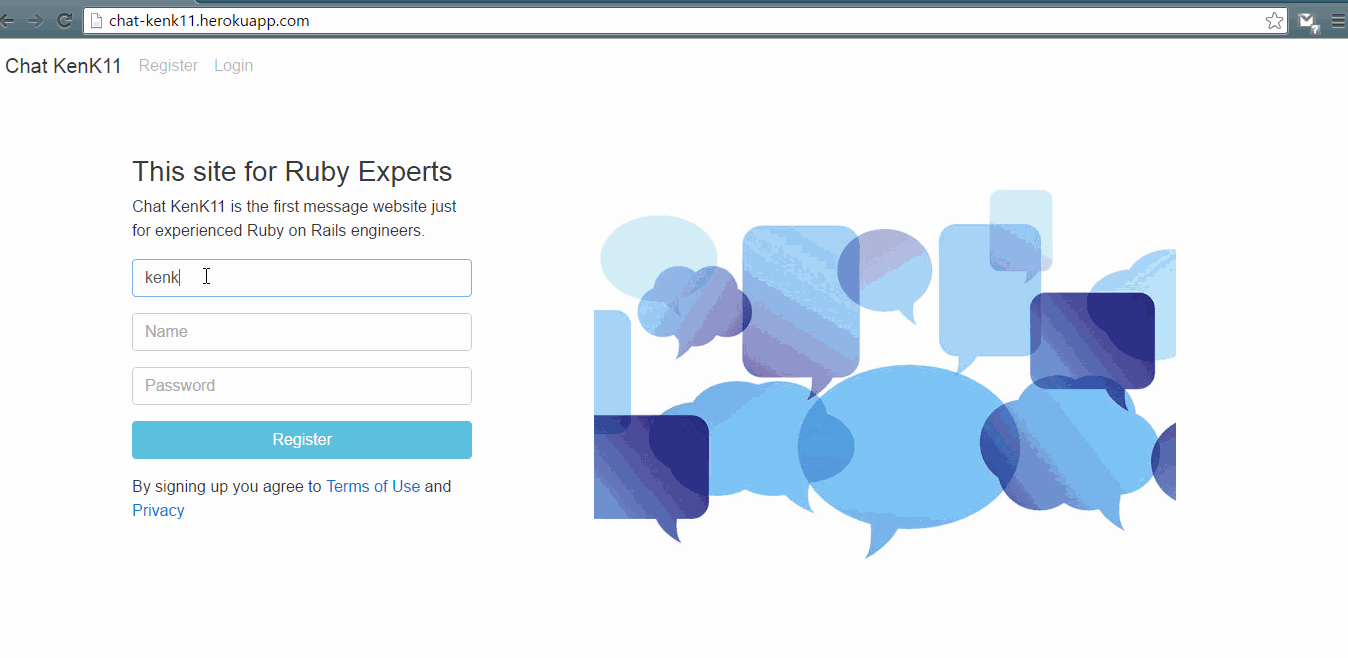 chat-kenk11.herokuapp.com
Chat KenK11 Register Login
This site for Ruby Experts
Chat KenK11 is the first message website just
for experienced Ruby on Rails engineers.
kenk
Name
Password
Register
By signing up you agree to Terms of Use and
Privacy